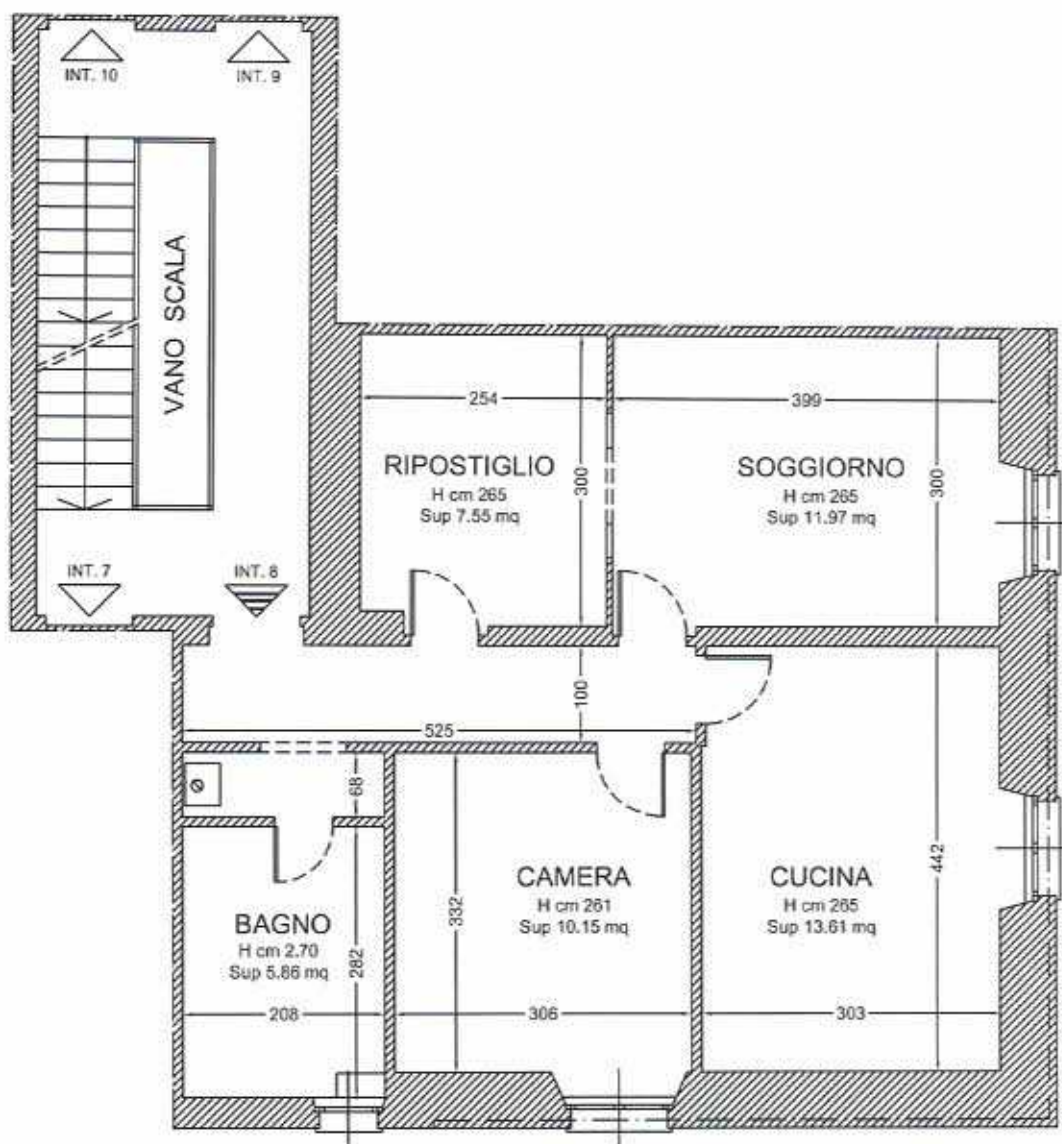 INT. 10
INT. 9
VANO SCALA
INT. 7
INT. 8
254
399
RIPOSTIGLIO
H cm 265
Sup 7.55 mq
300
SOGGIORNO
H cm 265
Sup 11.97 mq
300
525
100
68
BAGNO
H cm 2.70
Sup 5.86 mq
282
208
CAMERA
H cm 261
Sup 10.15 mq
332
306
CUCINA
H cm 265
Sup 13.61 mq
442
303